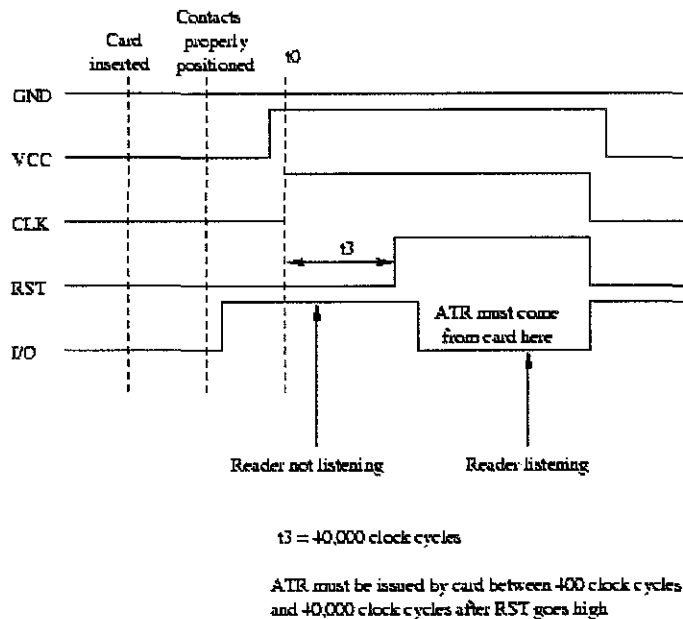 Card
inserted
Contacts
properly
positioned
t0
GND
VCC
CLK
t3
RST
I/O
ATR must come
from card here
Reader not listening
Reader listening
t3 = 40,000 clock cycles
ATR must be issued by card between 400 clock cycles
and 40,000 clock cycles after RST goes high